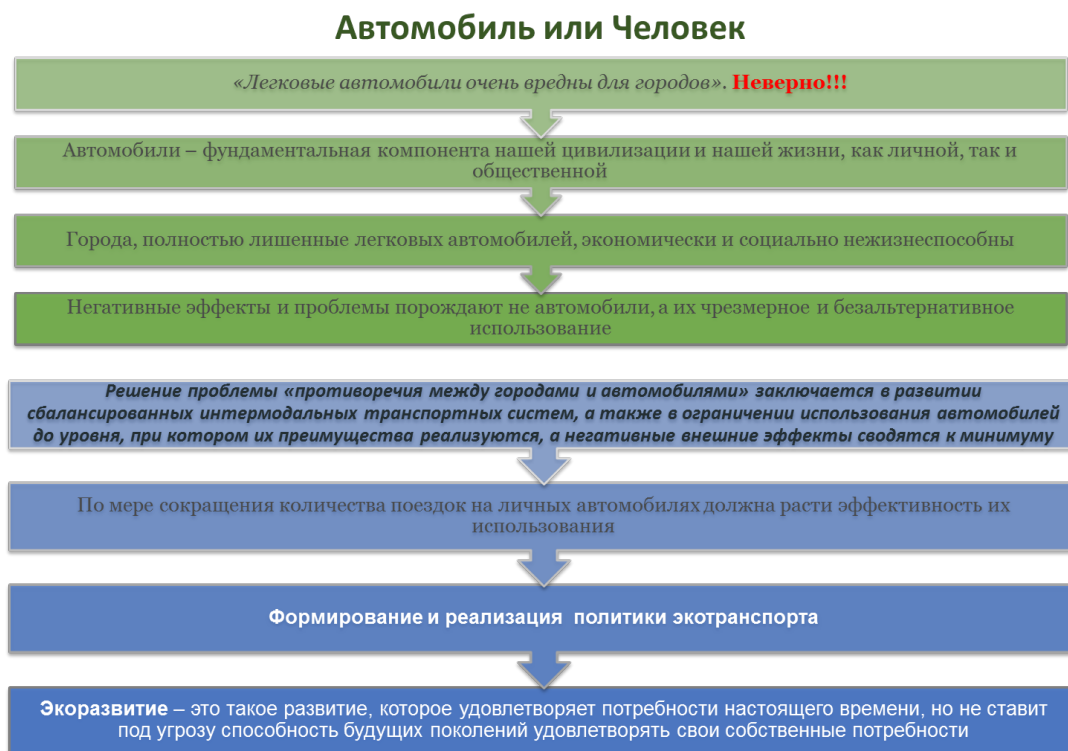 Автомобиль или Человек
«Легковые автомобили очень вредны для городов». Неверно!!!
Автомобили – фундаментальная компонента нашей цивилизации и нашей жизни, как личной, так и
общественной
Города, полностью лишенные легковых автомобилей, экономически и социально нежизнеспособны
Негативные эффекты и проблемы порождают не автомобили, а их чрезмерное и безальтернативное
использование
Решение проблемы «противоречия между городами и автомобилями» заключается в развитии
сбалансированных интермодальных транспортных систем, а также в ограничении использования автомобилей
до уровня, при котором их преимущества реализуются, а негативные внешние эффекты сводятся к минимуму
По мере сокращения количества поездок на личных автомобилях должна расти эффективность их
использования
Формирование и реализация политики экотранспорта
Экоразвитие – это такое развитие, которое удовлетворяет потребности настоящего времени, но не ставит
под угрозу способность будущих поколений удовлетворять свои собственные потребности